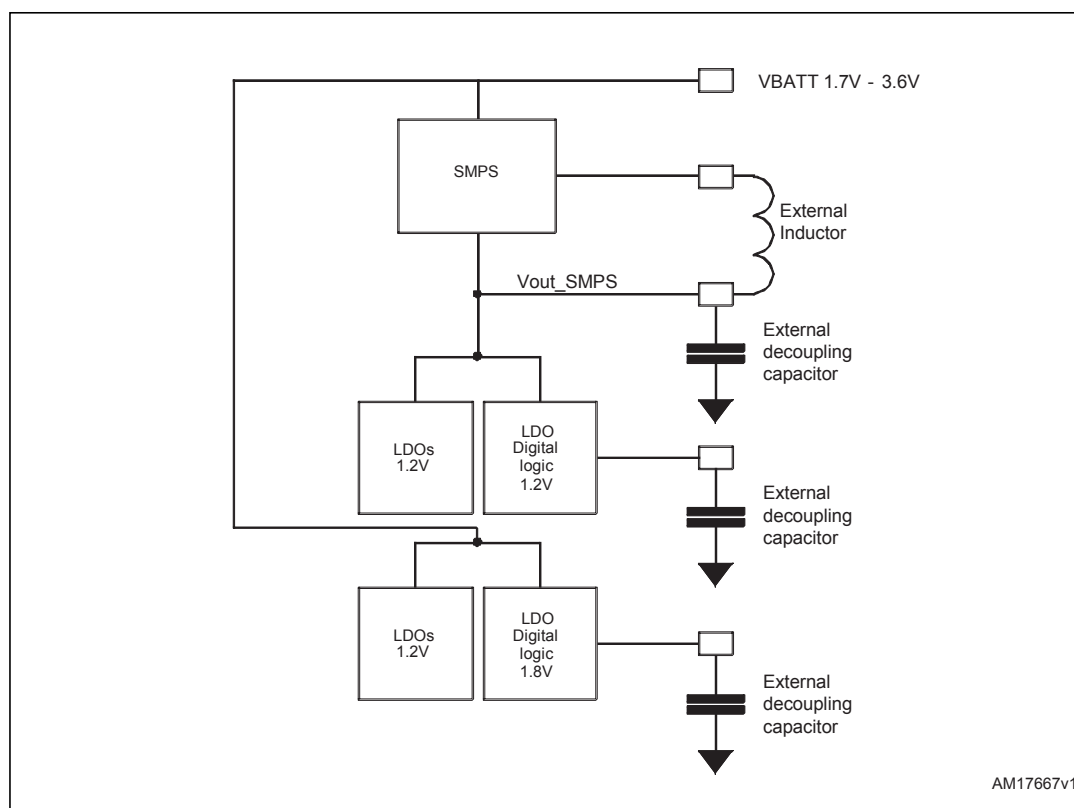 VBATT 1.7V - 3.6V
SMPS
External
Inductor
Vout_SMPS
External
decoupling
capacitor
LDOs
1.2V
LDO
Digital
logic
1.2V
External
decoupling
capacitor
LDOs
1.2V
LDO
Digital
logic
1.8V
External
decoupling
capacitor
AM17667v1